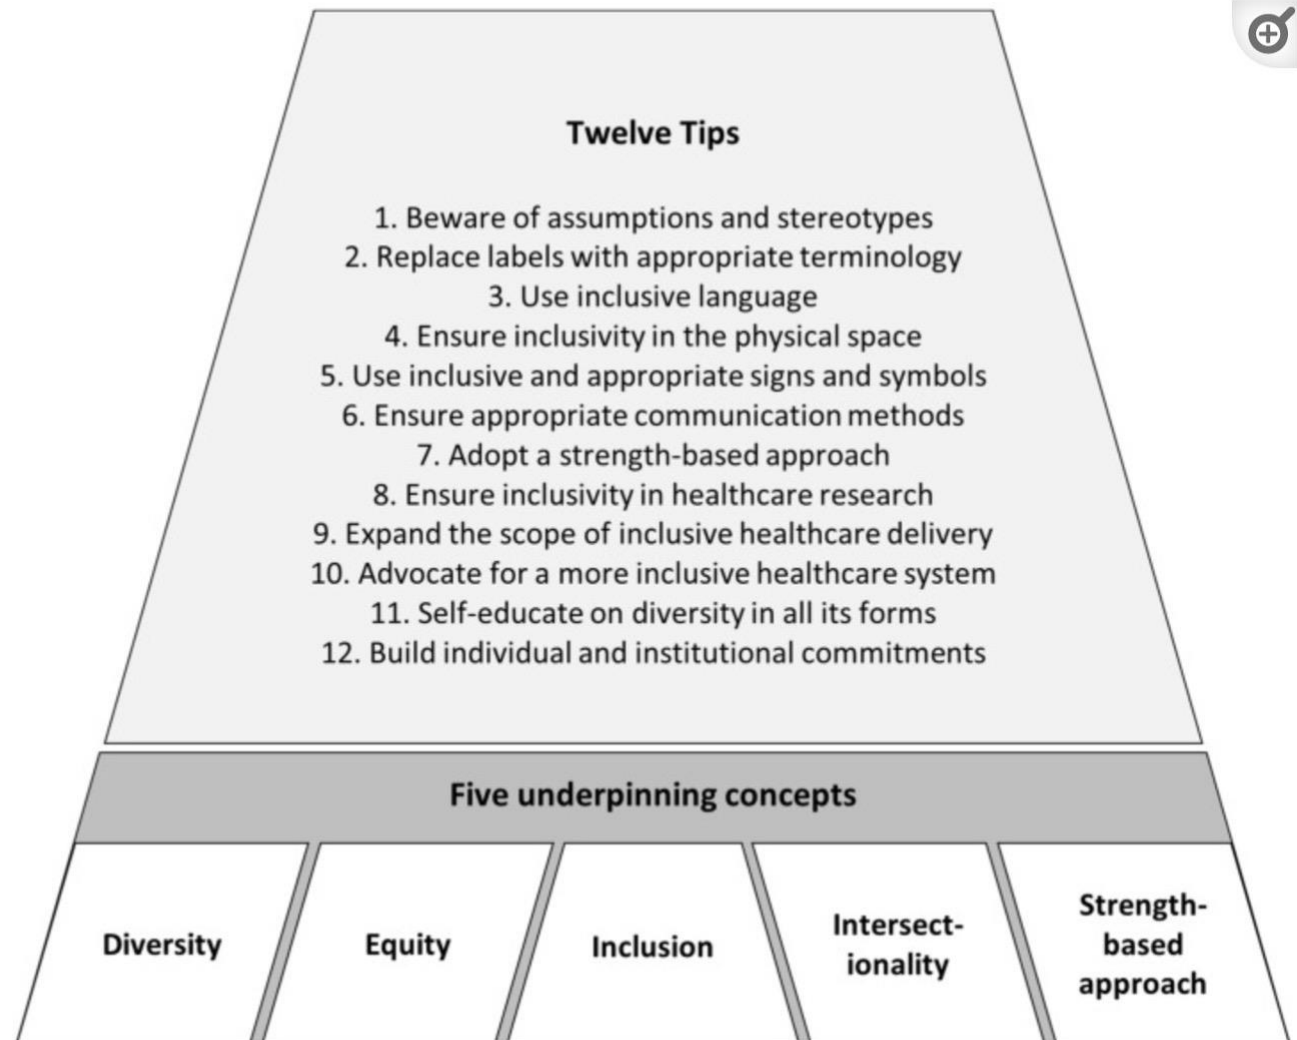 Twelve Tips
1. Beware of assumptions and stereotypes
2. Replace labels with appropriate terminology
3. Use inclusive language
4. Ensure inclusivity in the physical space
5. Use inclusive and appropriate signs and symbols
6. Ensure appropriate communication methods
7. Adopt a strength-based approach
8. Ensure inclusivity in healthcare research
9. Expand the scope of inclusive healthcare delivery
10. Advocate for a more inclusive healthcare system
11. Self-educate on diversity in all its forms
12. Build individual and institutional commitments
Five underpinning concepts
Diversity
Equity
Inclusion
Intersect-
ionality
Strength-
based
approach